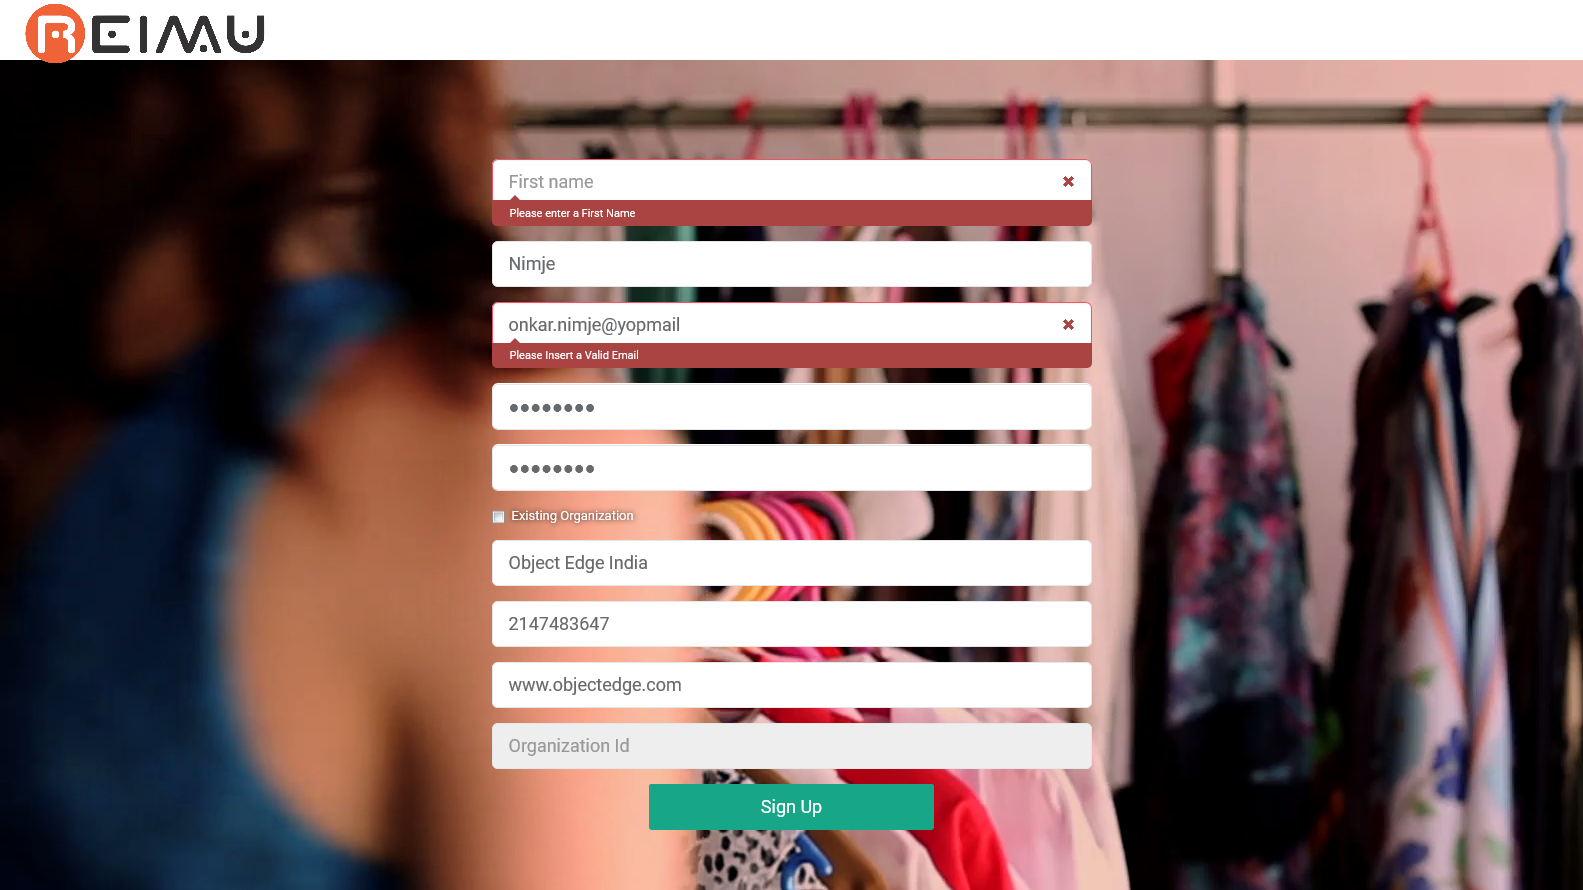 REIMU
First name
Please enter a First Name
Nimje
onkar.nimje@yopmail
Please Insert a Valid Email
Existing Organization
Object Edge India
2147483647
www.objectedge.com
Organization Id
Sign Up